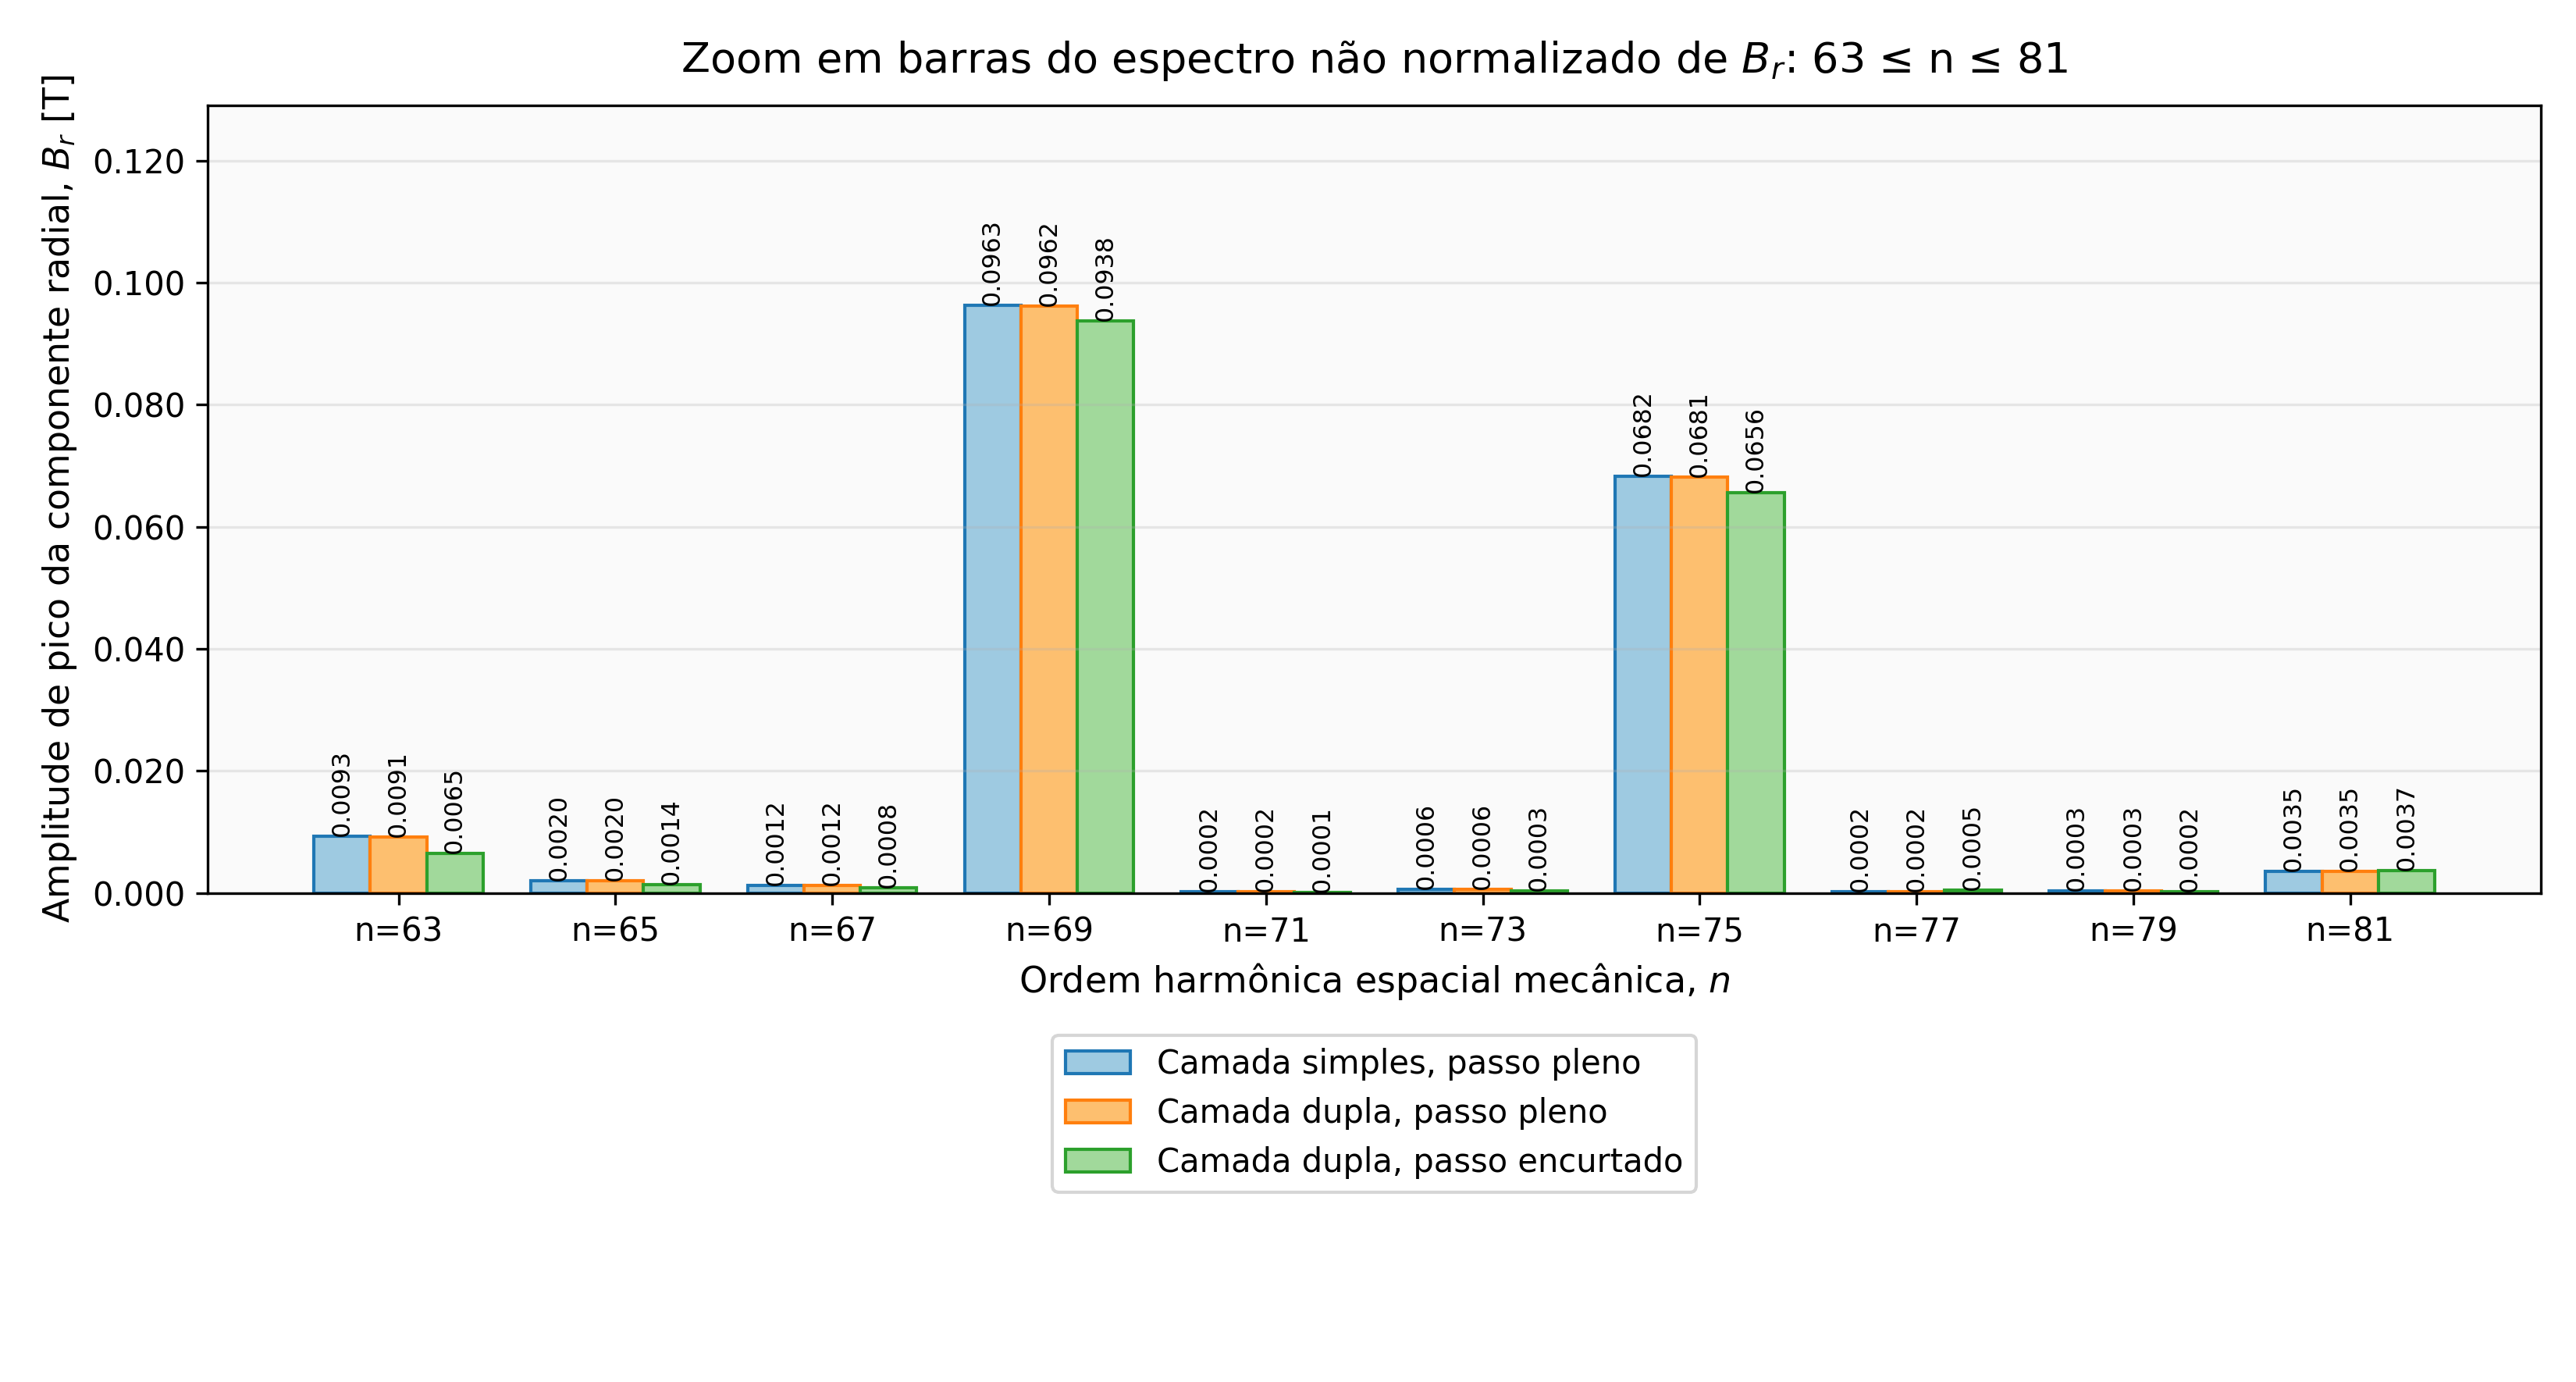 Zoom em barras do espectro não normalizado de Br: 63 ≤ n ≤ 81
Amplitude de pico da componente radial, Br [T]
0.120
0.100
0.080
0.060
0.040
0.020
0.000
0.0093 0.0091 0.0065
0.0020 0.0020 0.0014
0.0012 0.0012 0.0008
0.0963 0.0962 0.0938
0.0002 0.0002 0.0001
0.0006 0.0006 0.0003
0.0682 0.0681 0.0656
0.0002 0.0002 0.0005
0.0003 0.0003 0.0002
0.0035 0.0035 0.0037
n=63 n=65 n=67 n=69 n=71 n=73 n=75 n=77 n=79 n=81
Ordem harmônica espacial mecânica, n
Camada simples, passo pleno
Camada dupla, passo pleno
Camada dupla, passo encurtado